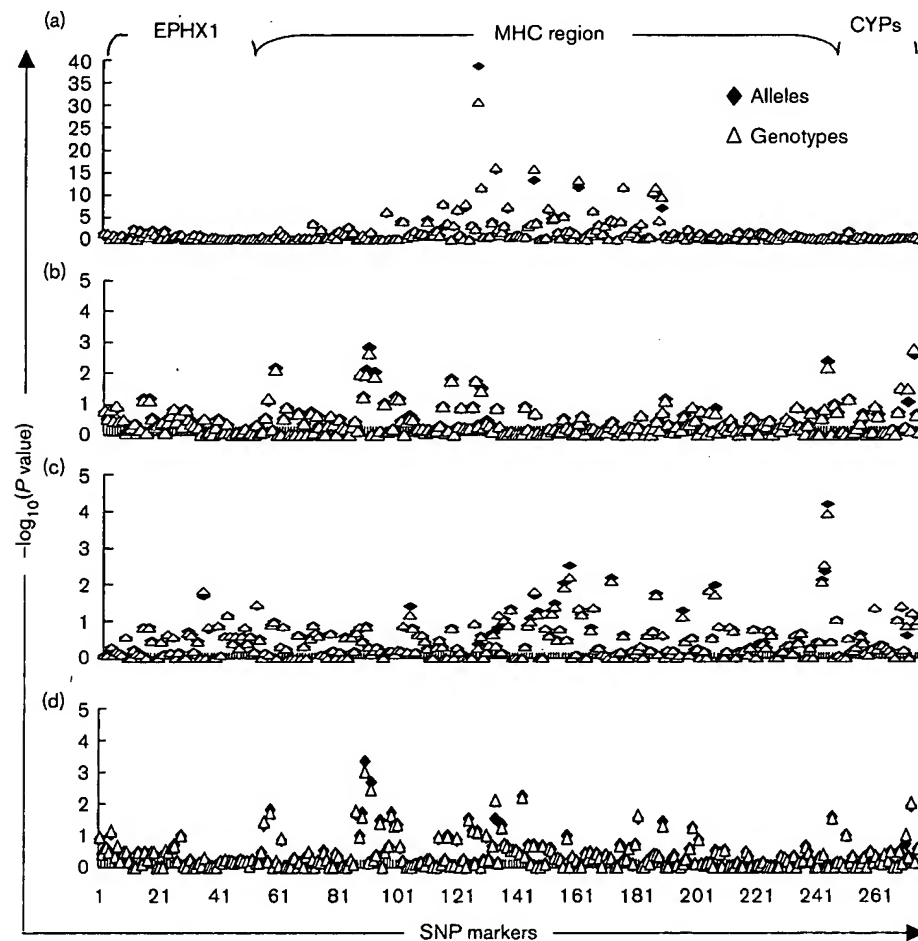 (a)
EPHX1
MHC region
CYPs
40
35
30
25
20
15
10
5
0
◆ Alleles
△ Genotypes
(b)
5
4
3
2
1
0
(c)
5
4
3
2
1
0
(d)
5
4
3
2
1
0
−log10(P value)
1 21 41 61 81 101 121 141 161 181 201 221 241 261
SNP markers